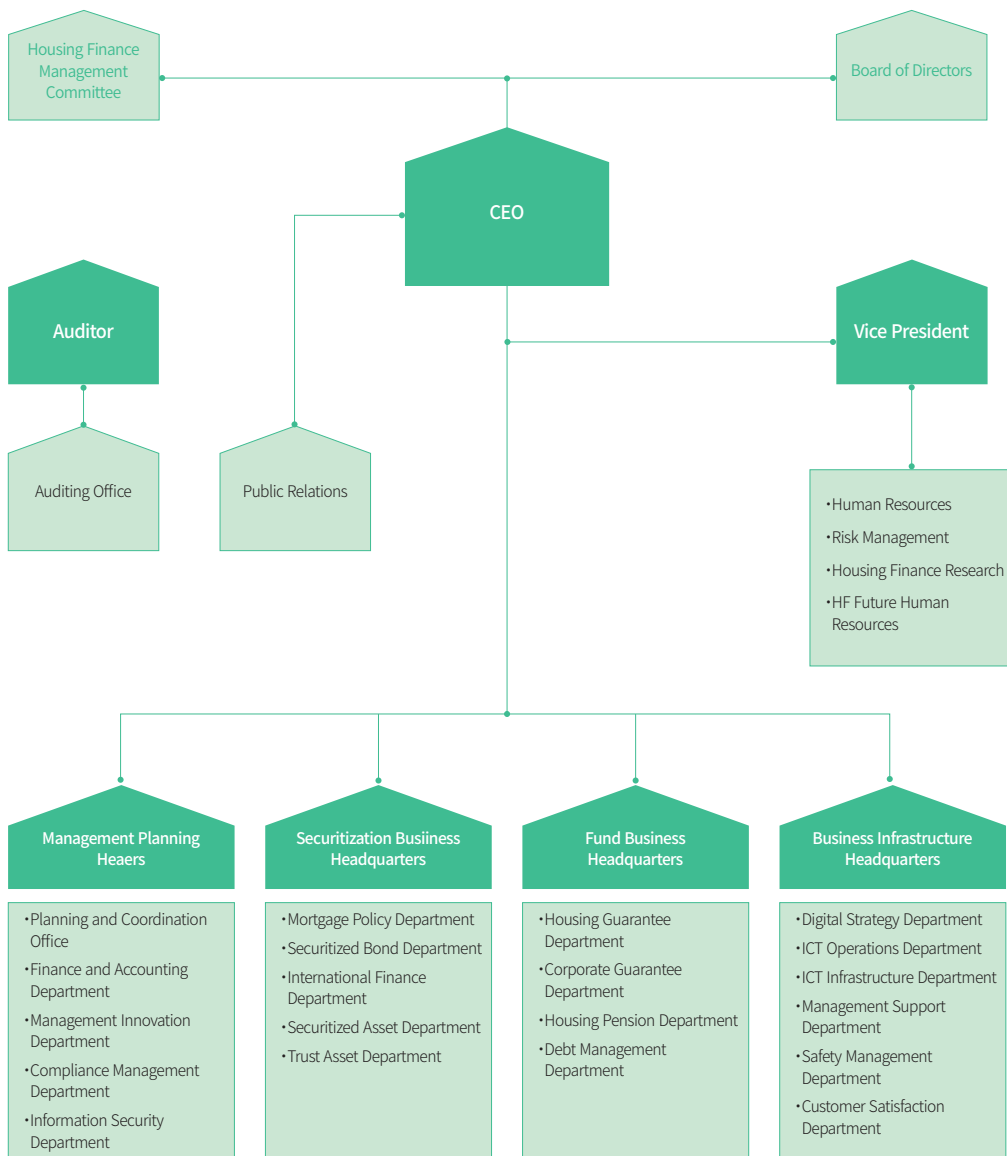 Housing Finance
Management
Committee
Board of Directors
CEO
Auditor
Vice President
Auditing Office
Public Relations
·Human Resources
·Risk Management
·Housing Finance Research
·HF Future Human
Resources
Management Planning
Heaers
·Planning and Coordination
Office
·Finance and Accounting
Department
·Management Innovation
Department
·Compliance Management
Department
·Information Security
Department
Securitization Busiiness
Headquarters
·Mortgage Policy Department
·Securitized Bond Department
·International Finance
Department
·Securitized Asset Department
·Trust Asset Department
Fund Business
Headquarters
·Housing Guarantee
Department
·Corporate Guarantee
Department
·Housing Pension Department
·Debt Management
Department
Business Infrastructure
Headquarters
·Digital Strategy Department
·ICT Operations Department
·ICT Infrastructure Department
·Management Support
Department
·Safety Management
Department
·Customer Satisfaction
Department